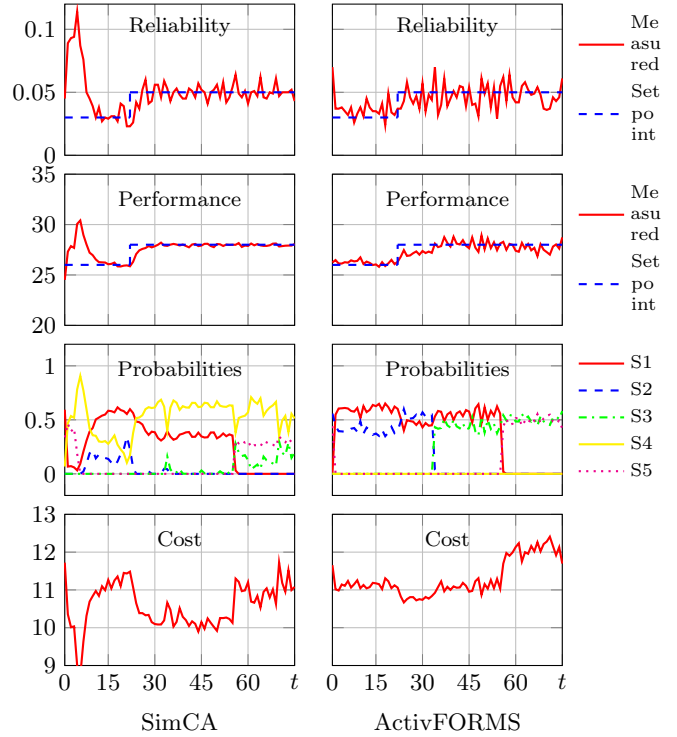 0.1
0.05
0
Reliability
Reliability
Me
asu
red
Set
po
int
35
30
25
20
Performance
Performance
Me
asu
red
Set
po
int
1
0.5
0
Probabilities
Probabilities
S1
S2
S3
S4
S5
13
12
11
10
9
Cost
Cost
0 15 30 45 60 t
0 15 30 45 60 t
SimCA
ActivFORMS